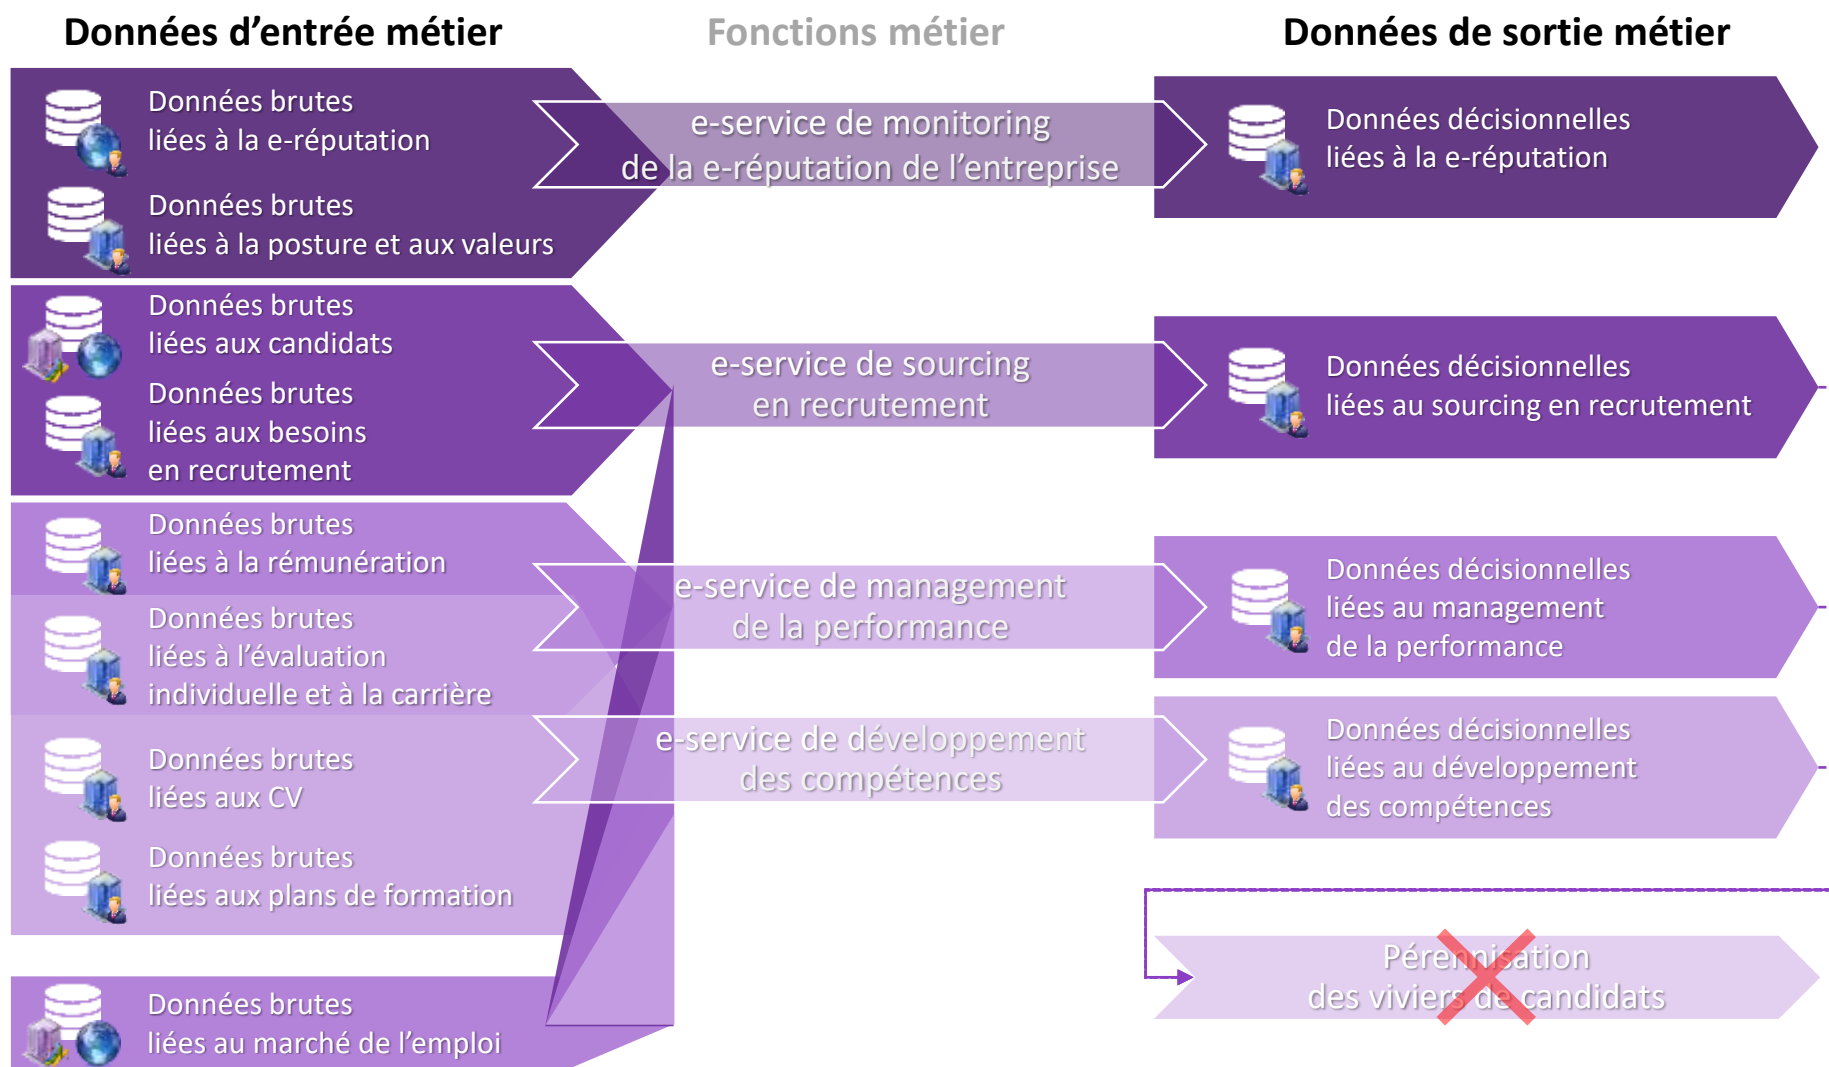 Données d’entrée métier
Fonctions métier
Données de sortie métier
Données brutes
liées à la e-réputation
Données brutes
liées à la posture et aux valeurs
e-service de monitoring
de la e-réputation de l’entreprise
Données décisionnelles
liées à la e-réputation
Données brutes
liées aux candidats
Données brutes
liées aux besoins
en recrutement
e-service de sourcing
en recrutement
Données décisionnelles
liées au sourcing en recrutement
Données brutes
liées à la rémunération
Données brutes
liées à l’évaluation
individuelle et à la carrière
e-service de management
de la performance
Données décisionnelles
liées au management
de la performance
Données brutes
liées aux CV
Données brutes
liées aux plans de formation
e-service de développement
des compétences
Données décisionnelles
liées au développement
des compétences
Données brutes
liées au marché de l’emploi
Pérennisation
des viviers de candidats